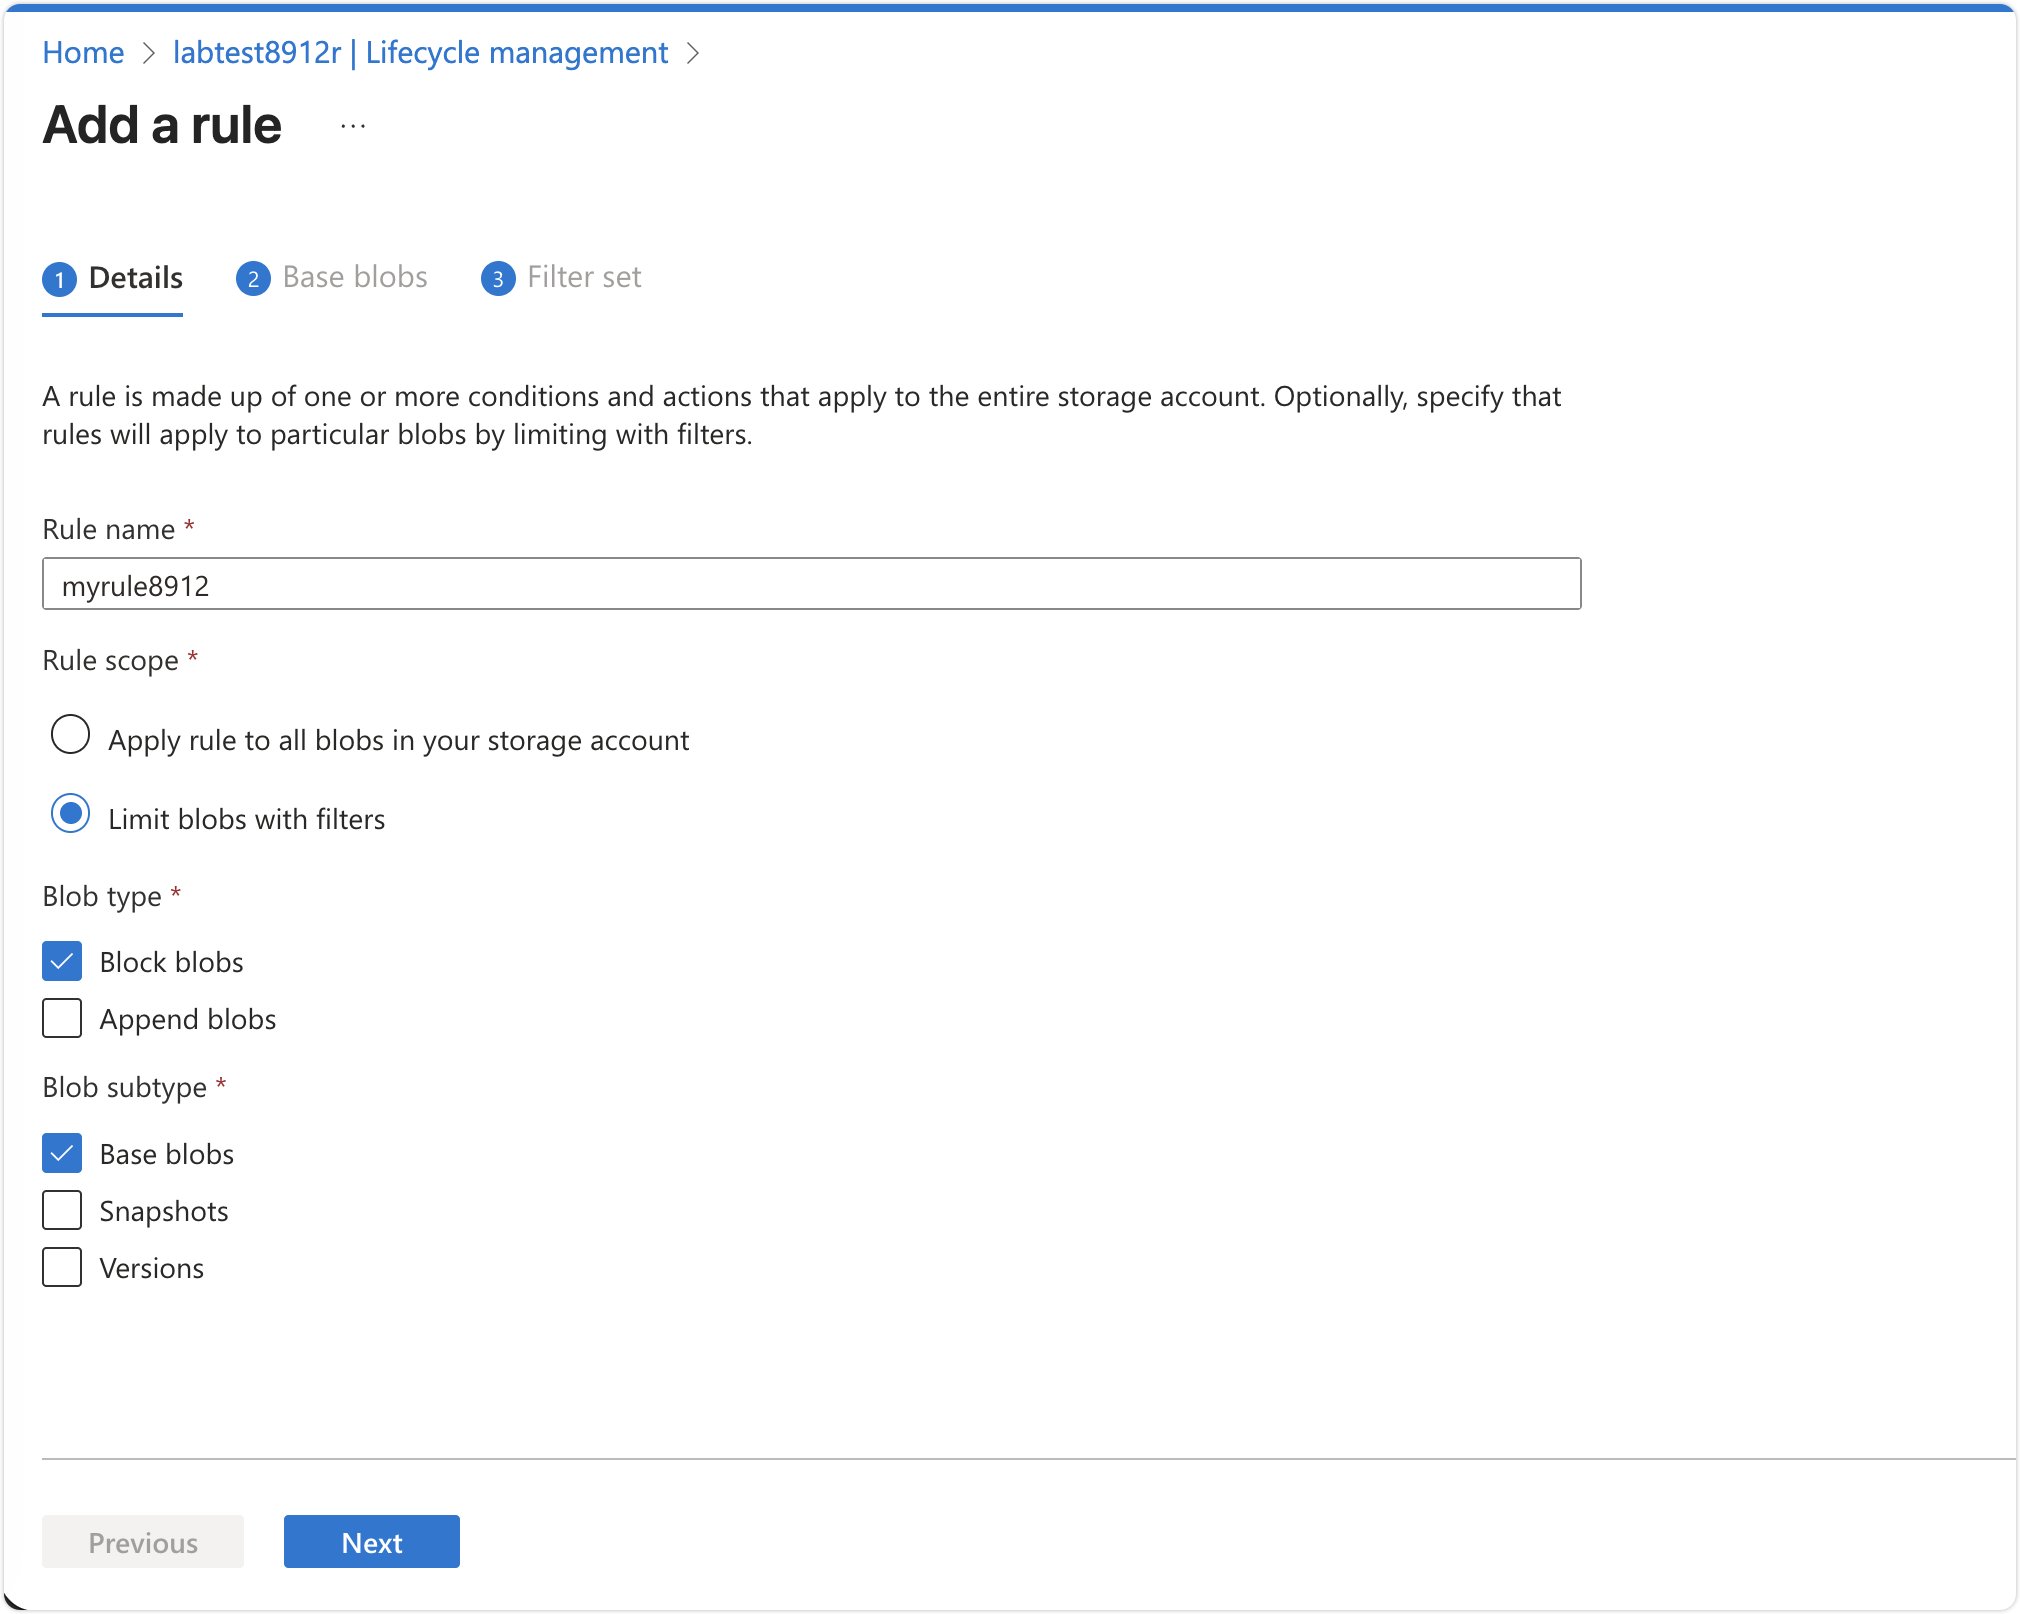 Home > labtest8912r | Lifecycle management >
Add a rule ...
1 Details 2 Base blobs 3 Filter set
A rule is made up of one or more conditions and actions that apply to the entire storage account. Optionally, specify that
rules will apply to particular blobs by limiting with filters.
Rule name *
myrule8912
Rule scope *
Apply rule to all blobs in your storage account
Limit blobs with filters
Blob type *
Block blobs
Append blobs
Blob subtype *
Base blobs
Snapshots
Versions
Previous Next